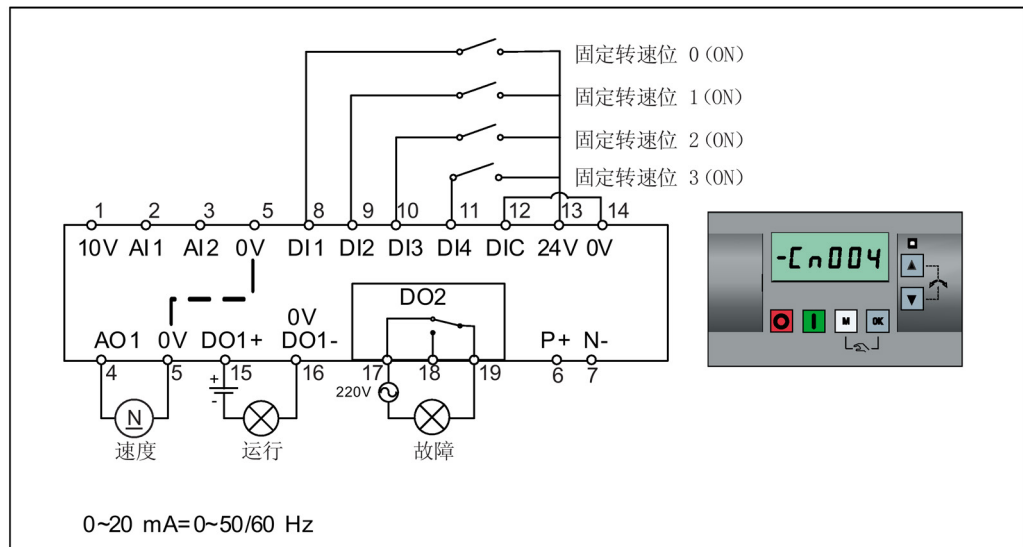 固定转速位 0 (ON)
固定转速位 1 (ON)
固定转速位 2 (ON)
固定转速位 3 (ON)
1 2 3 5 8 9 10 11 12 13 14
10V AI1 AI2 0V DI1 DI2 DI3 DI4 DIC 24V 0V
-Cn004
DO2
0V
AO1 0V DO1+ DO1- P+ N-
4 5 15 16 17 18 19 6 7
M OK
+
-
220V
N
速度 运行 故障
0~20 mA=0~50/60 Hz